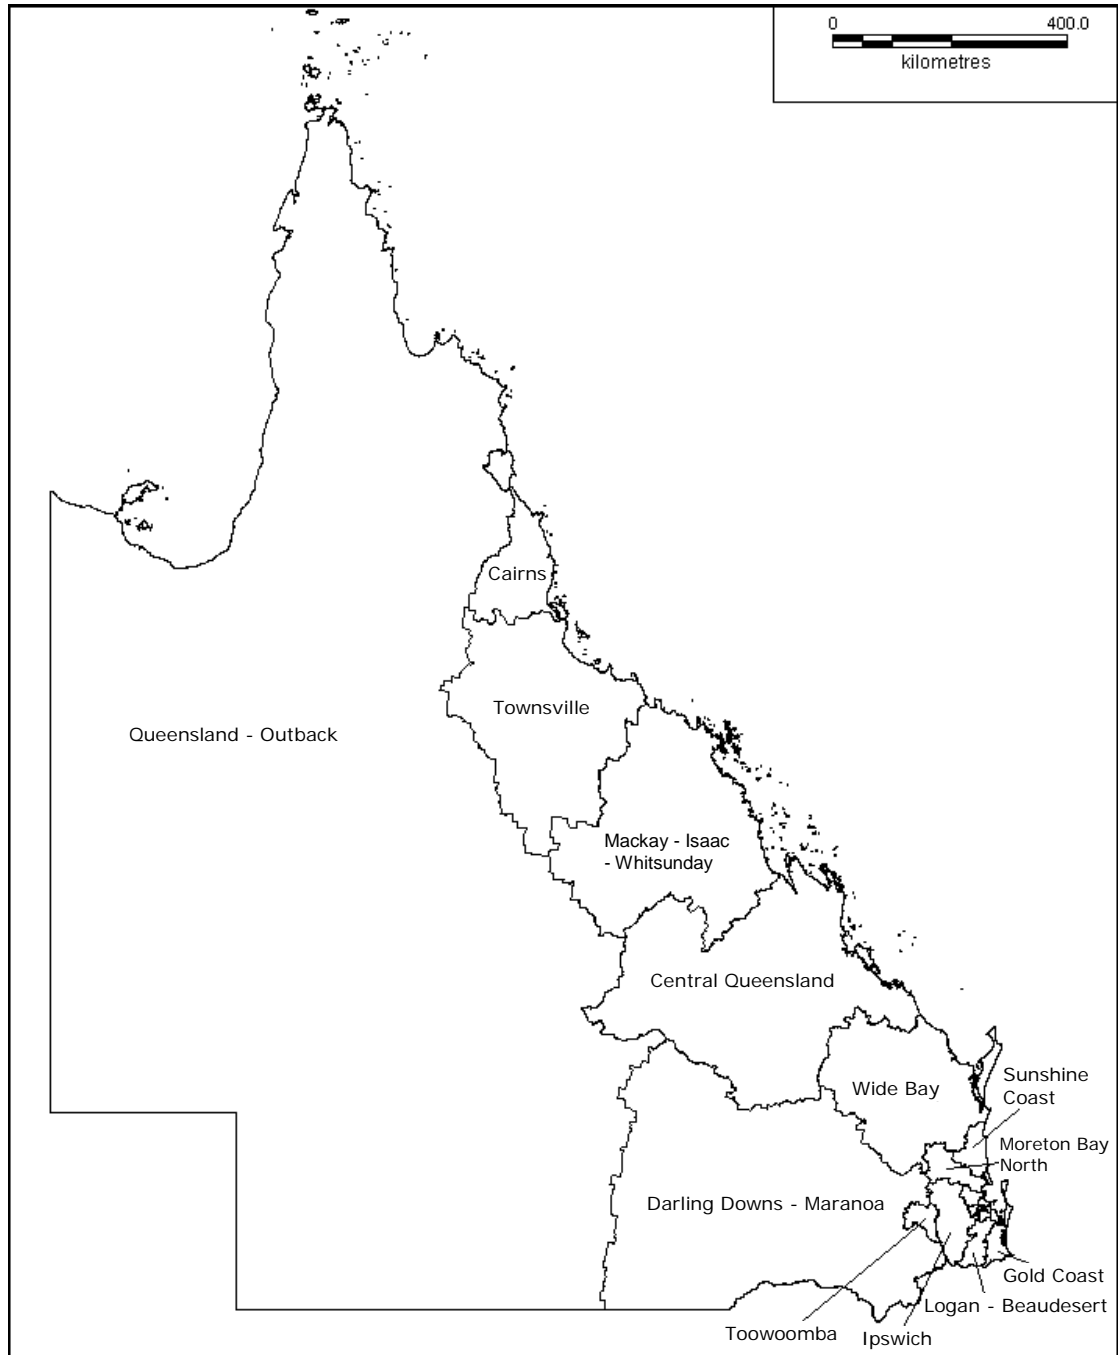 0 400.0
kilometres
Cairns
Townsville
Queensland - Outback
Mackay - Isaac
- Whitsunday
Central Queensland
Wide Bay
Sunshine
Coast
Moreton Bay
North
Darling Downs - Maranoa
Gold Coast
Logan - Beaudesert
Toowoomba
Ipswich